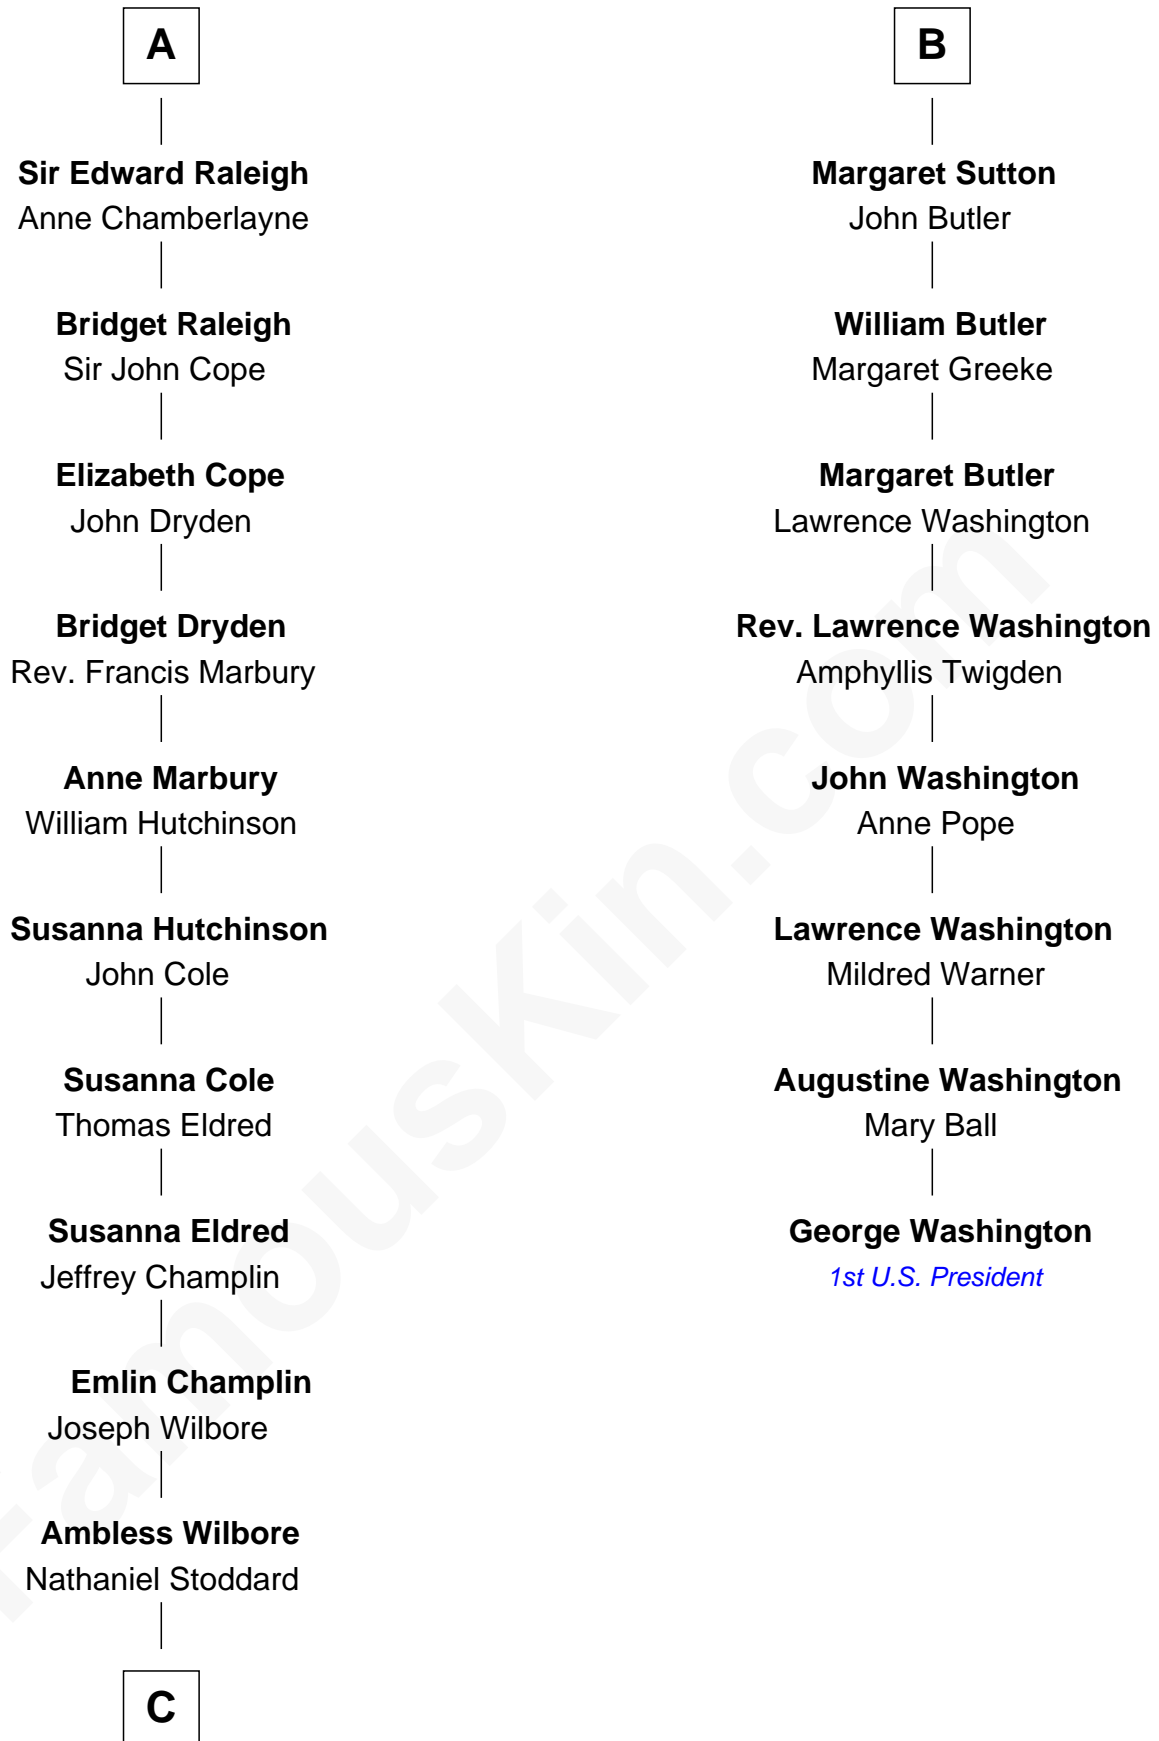 A
Sir Edward Raleigh
Anne Chamberlayne
Bridget Raleigh
Sir John Cope
Elizabeth Cope
John Dryden
Bridget Dryden
Rev. Francis Marbury
Anne Marbury
William Hutchinson
Susanna Hutchinson
John Cole
Susanna Cole
Thomas Eldred
Susanna Eldred
Jeffrey Champlin
Emlin Champlin
Joseph Wilbore
Ambless Wilbore
Nathaniel Stoddard
C
B
Margaret Sutton
John Butler
William Butler
Margaret Greeke
Margaret Butler
Lawrence Washington
Rev. Lawrence Washington
Amphyllis Twigden
John Washington
Anne Pope
Lawrence Washington
Mildred Warner
Augustine Washington
Mary Ball
George Washington
1st U.S. President
FamousKin.com